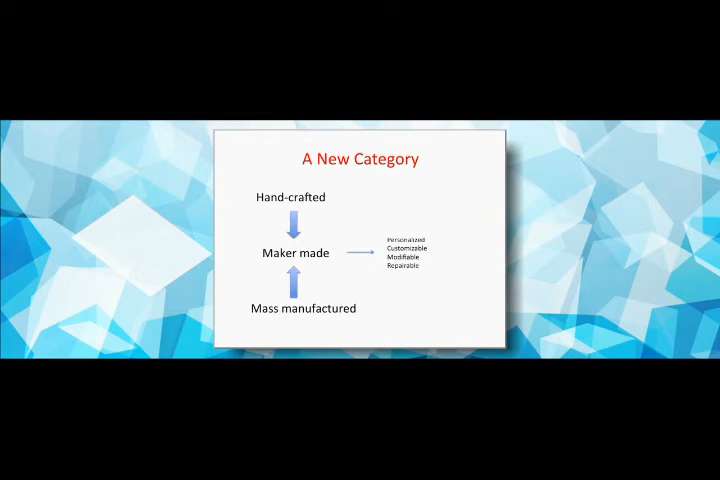 A New Category
Hand-crafted
Maker made
Personalized
Customizable
Modifiable
Repairable
Mass manufactured